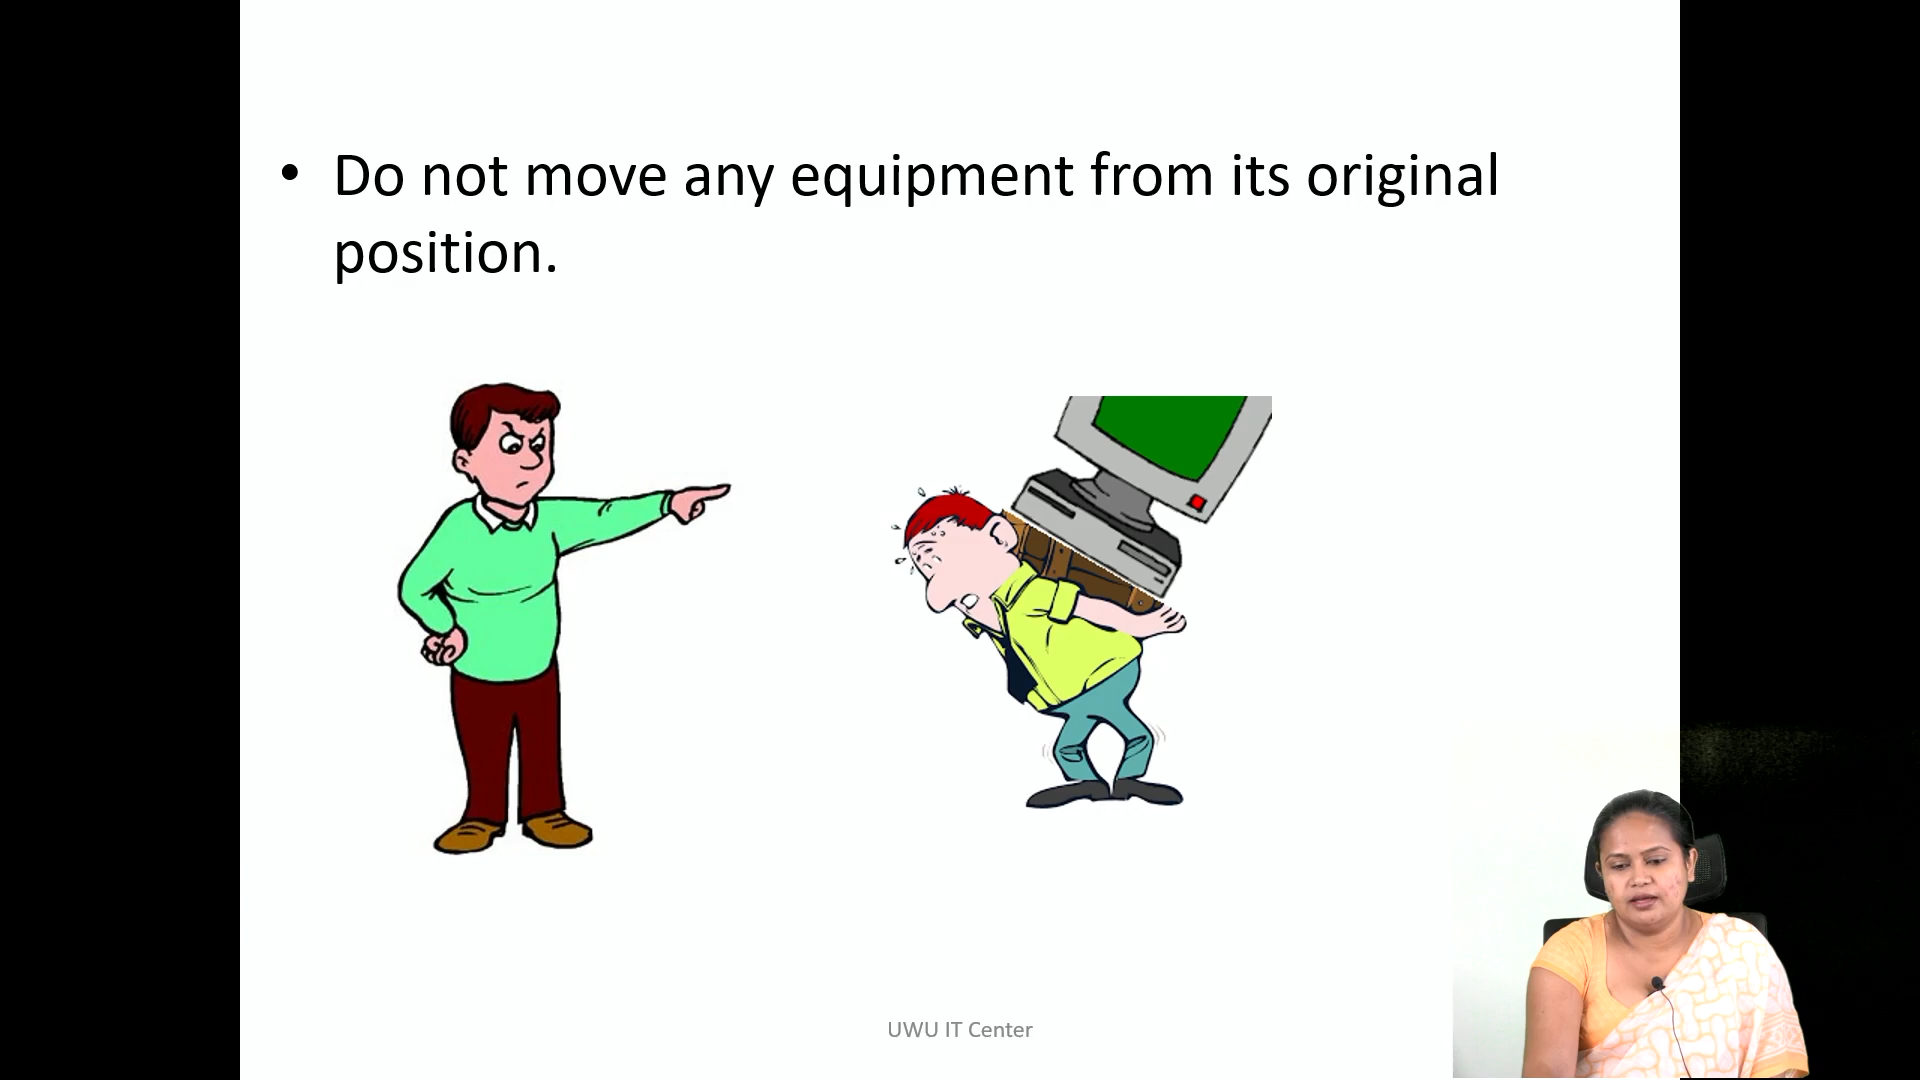 • Do not move any equipment from its original
position.
UWU IT Center